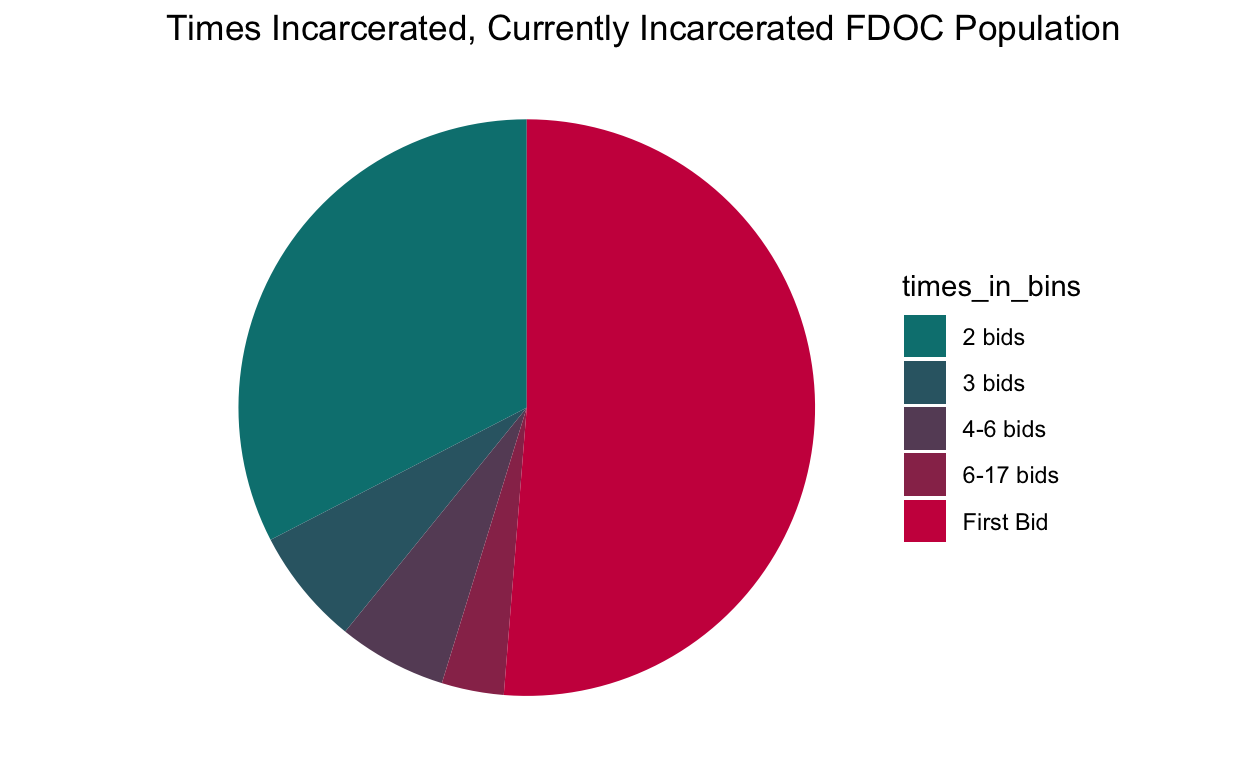 Times Incarcerated, Currently Incarcerated FDOC Population
times_in_bins
2 bids
3 bids
4-6 bids
6-17 bids
First Bid